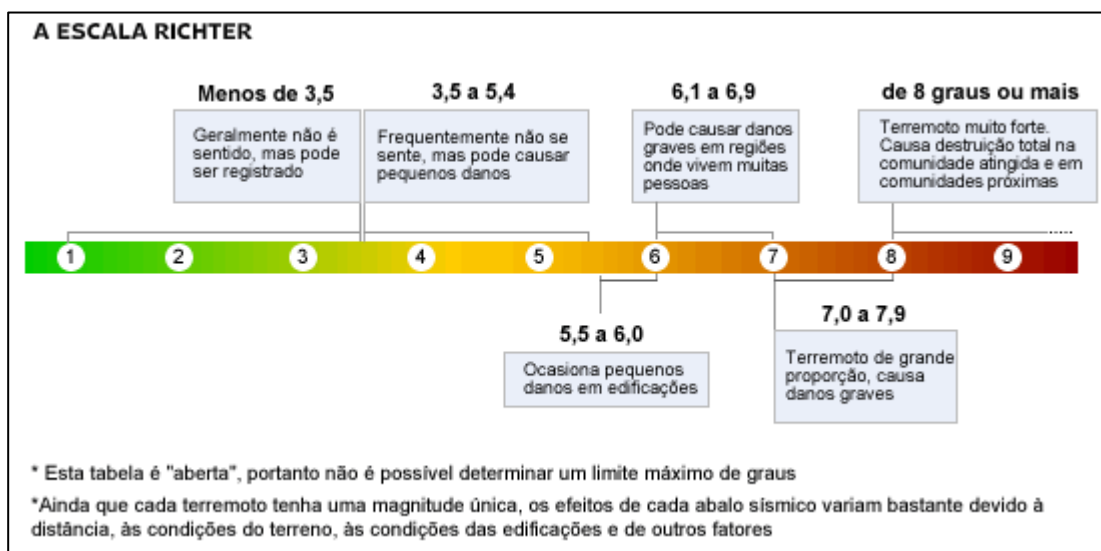 A ESCALA RICHTER
Menos de 3,5
Geralmente não é
sentido, mas pode
ser registrado
3,5 a 5,4
Frequentemente não se
sente, mas pode causar
pequenos danos
6,1 a 6,9
Pode causar danos
graves em regiões
onde vivem muitas
pessoas
de 8 graus ou mais
Terremoto muito forte.
Causa destruição total na
comunidade atingida e em
comunidades próximas
1 2 3 4 5 6 7 8 9
5,5 a 6,0
Ocasiona pequenos
danos em edificações
7,0 a 7,9
Terremoto de grande
proporção, causa
danos graves
* Esta tabela é "aberta", portanto não é possível determinar um limite máximo de graus
*Ainda que cada terremoto tenha uma magnitude única, os efeitos de cada abalo sísmico variam bastante devido à
distância, às condições do terreno, às condições das edificações e de outros fatores